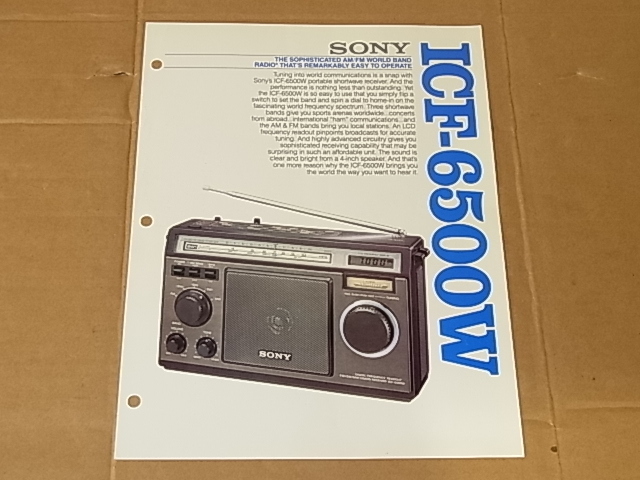 SONY
ICF-6500W
THE SOPHISTICATED AM/FM WORLD BAND
RADIO* THAT'S REMARKABLY EASY TO OPERATE
Tuning into world communications is a snap with
Sony's ICF-6500W portable shortwave receiver. And the
performance is nothing less than outstanding. Yet
the ICF-6500W is so easy to use that you simply flip a
switch to set the band and spin a dial to home-in on the
fascinating world frequency spectrum. Three shortwave
bands give you sports arenas worldwide...concerts
from abroad...international "ham" communications...and
the AM & FM bands bring you local stations. An LCD
frequency readout pinpoints broadcasts for accurate
tuning. And highly advanced circuitry gives you
sophisticated receiving capability that may be
surprising in such an affordable unit. The sound is
clear and bright from a 4-inch speaker. And that's
one more reason why the ICF-6500W brings you
the world the way you want to hear it.
SONY